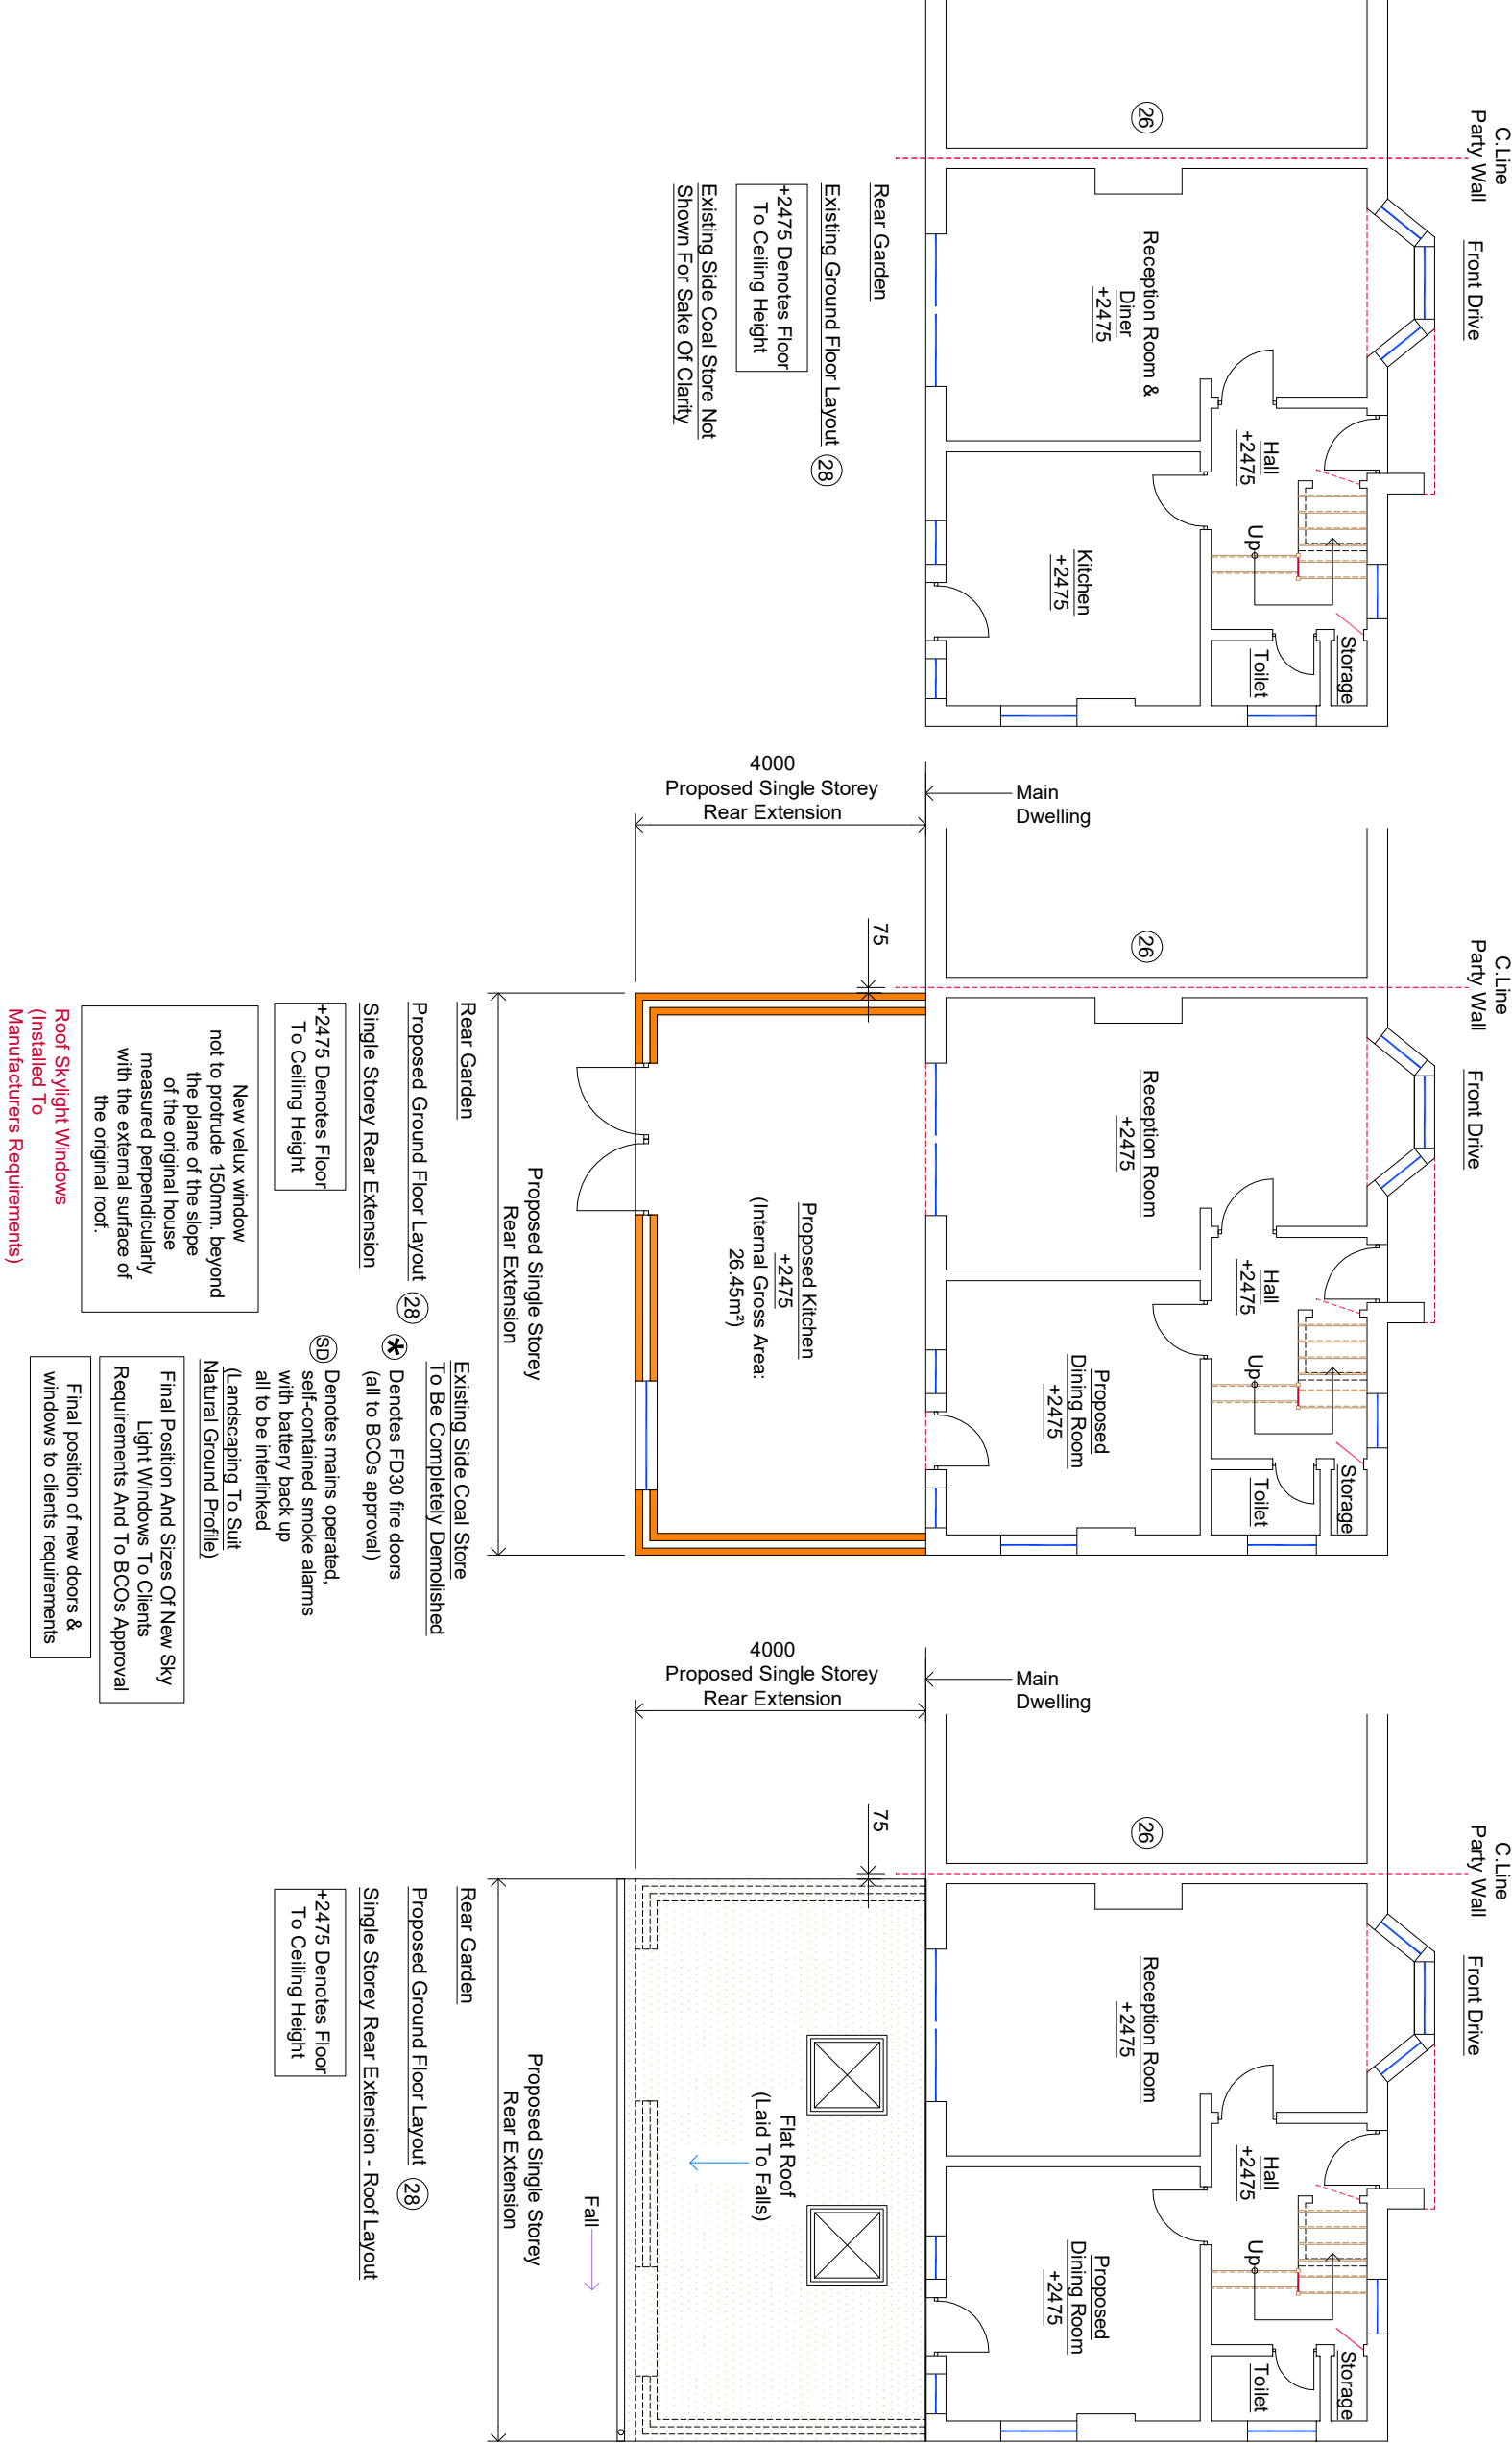 C.Line
Party Wall
Front Drive
26
Reception Room &
Diner
+2475
Hall
+2475
Up
Storage
Toilet
Kitchen
+2475
Rear Garden
Existing Ground Floor Layout 28
+2475 Denotes Floor
To Ceiling Height
Existing Side Coal Store Not
Shown For Sake Of Clarity
C.Line
Party Wall
Front Drive
26
Main
Dwelling
4000
Proposed Single Storey
Rear Extension
75
Reception Room
+2475
Hall
+2475
Up
Storage
Toilet
Proposed
Dining Room
+2475
Proposed Kitchen
+2475
(Internal Gross Area:
26.45m²)
Proposed Single Storey
Rear Extension
Rear Garden
Proposed Ground Floor Layout 28
Single Storey Rear Extension
+2475 Denotes Floor
To Ceiling Height
New velux window
not to protrude 150mm. beyond
the plane of the slope
of the original house
measured perpendicularly
with the external surface of
the original roof.
Roof Skylight Windows
(Installed To
Manufacturers Requirements)
Existing Side Coal Store
To Be Completely Demolished
* Denotes FD30 fire doors
(all to BCOs approval)
SD Denotes mains operated,
self-contained smoke alarms
with battery back up
all to be interlinked
(Landscaping To Suit
Natural Ground Profile)
Final Position And Sizes Of New Sky
Light Windows To Clients
Requirements And To BCOs Approval
Final position of new doors &
windows to clients requirements
C.Line
Party Wall
Front Drive
26
Main
Dwelling
4000
Proposed Single Storey
Rear Extension
75
Reception Room
+2475
Hall
+2475
Up
Storage
Toilet
Proposed
Dining Room
+2475
Flat Roof
(Laid To Falls)
Fall
Proposed Single Storey
Rear Extension
Rear Garden
Proposed Ground Floor Layout 28
Single Storey Rear Extension - Roof Layout
+2475 Denotes Floor
To Ceiling Height